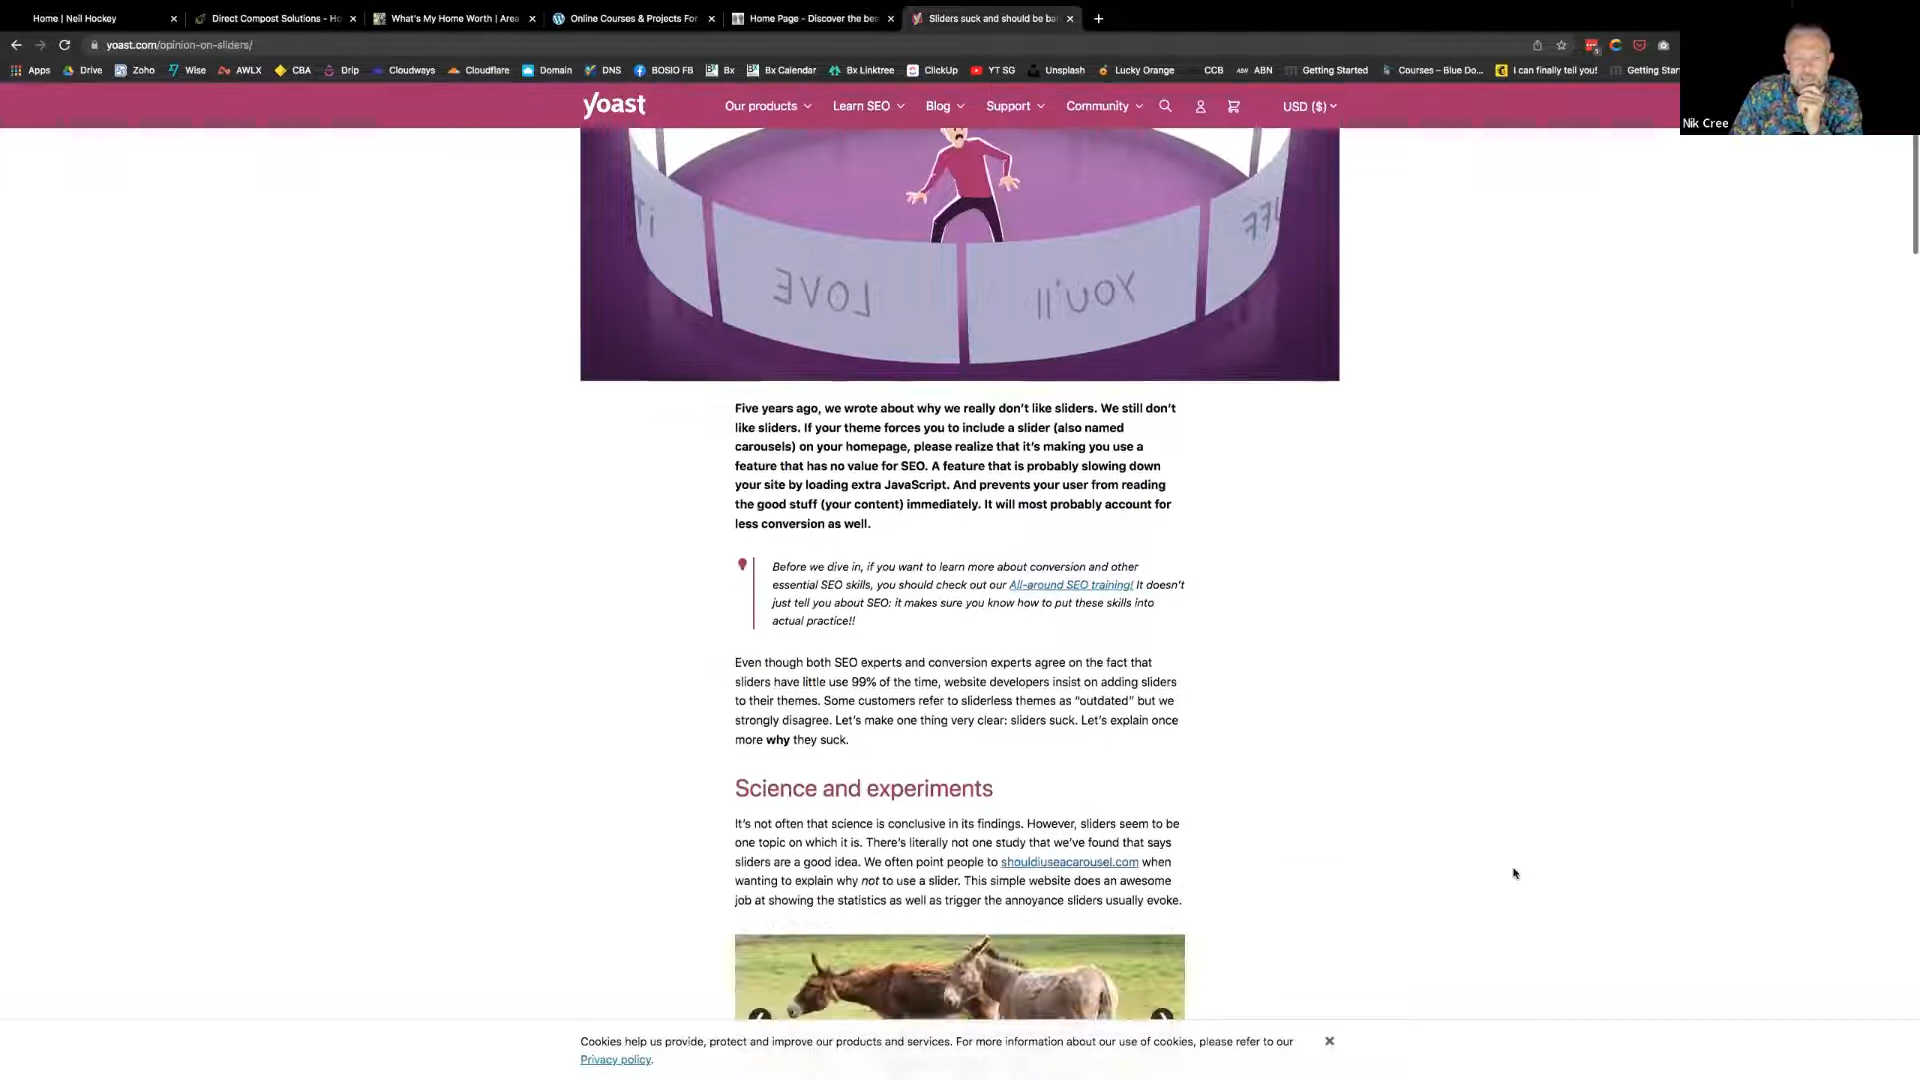 Home | Neil Hockey
Direct Compost Solutions - Ho
What's My Home Worth | Area
Online Courses & Projects For
Home Page - Discover the bes
Sliders suck and should be ba
yoast.com/opinion-on-sliders/
Apps Drive Zoho Wise AWLX CBA Drip Cloudways Cloudflare Domain DNS BOSIO FB Bx Bx Calendar Bx Linktree ClickUp YT SG Unsplash Lucky Orange CCB ABN Getting Started Courses – Blue Do... I can finally tell you! Getting Star
Nik Cree
yoast Our products Learn SEO Blog Support Community USD ($)
LOVE YOU'll
Five years ago, we wrote about why we really don't like sliders. We still don't
like sliders. If your theme forces you to include a slider (also named
carousels) on your homepage, please realize that it's making you use a
feature that has no value for SEO. A feature that is probably slowing down
your site by loading extra JavaScript. And prevents your user from reading
the good stuff (your content) immediately. It will most probably account for
less conversion as well.
Before we dive in, if you want to learn more about conversion and other
essential SEO skills, you should check out our All-around SEO training! It doesn't
just tell you about SEO: it makes sure you know how to put these skills into
actual practice!!
Even though both SEO experts and conversion experts agree on the fact that
sliders have little use 99% of the time, website developers insist on adding sliders
to their themes. Some customers refer to sliderless themes as “outdated” but we
strongly disagree. Let's make one thing very clear: sliders suck. Let's explain once
more why they suck.
Science and experiments
It's not often that science is conclusive in its findings. However, sliders seem to be
one topic on which it is. There's literally not one study that we've found that says
sliders are a good idea. We often point people to shouldiuseacarousel.com when
wanting to explain why not to use a slider. This simple website does an awesome
job at showing the statistics as well as trigger the annoyance sliders usually evoke.
Cookies help us provide, protect and improve our products and services. For more information about our use of cookies, please refer to our
Privacy policy.